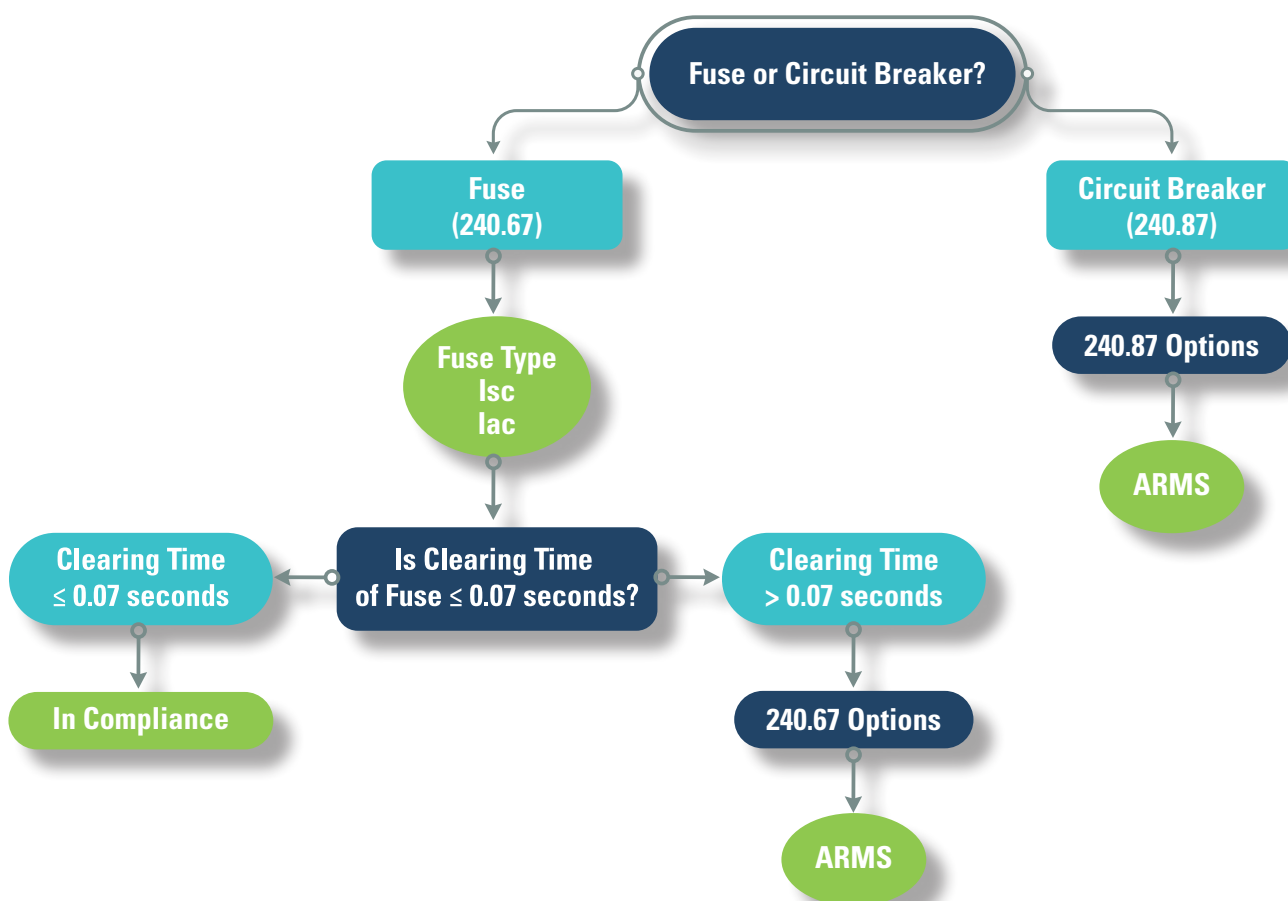 Fuse or Circuit Breaker?
Fuse
(240.67)
Circuit Breaker
(240.87)
Fuse Type
Isc
Iac
240.87 Options
ARMS
Clearing Time
≤ 0.07 seconds
Is Clearing Time
of Fuse ≤ 0.07 seconds?
Clearing Time
> 0.07 seconds
In Compliance
240.67 Options
ARMS